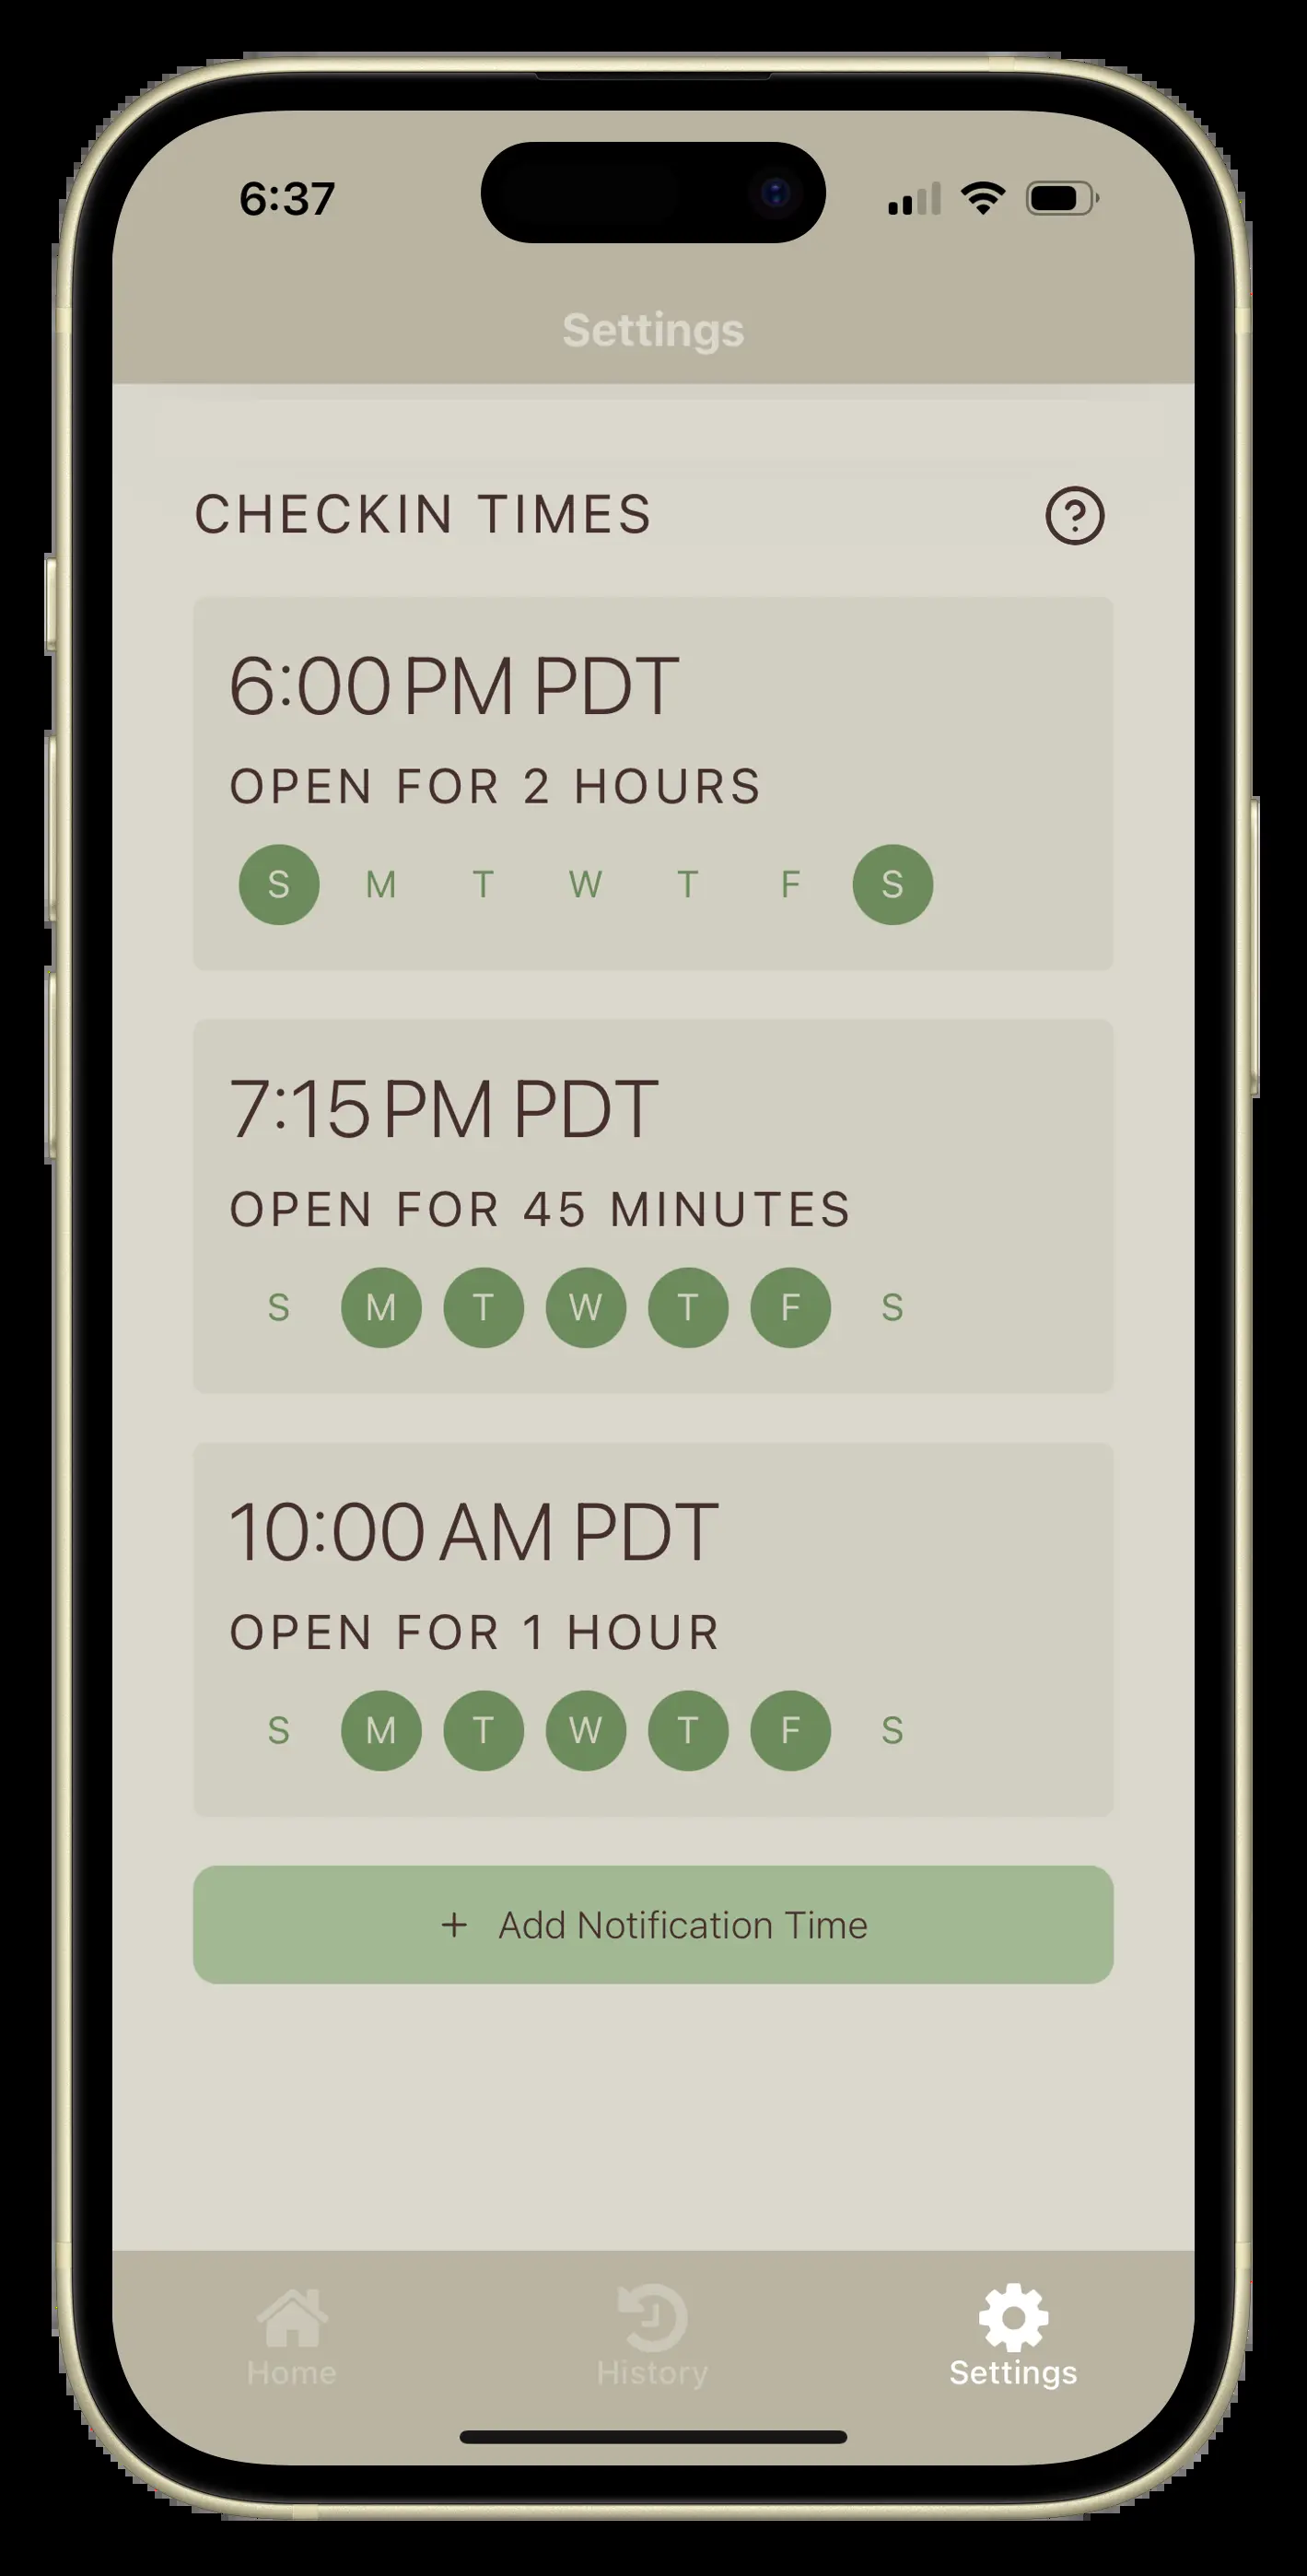 6:37
Settings
CHECKIN TIMES
6:00 PM PDT
OPEN FOR 2 HOURS
S M T W T F S
7:15 PM PDT
OPEN FOR 45 MINUTES
S M T W T F S
10:00 AM PDT
OPEN FOR 1 HOUR
S M T W T F S
+ Add Notification Time
Home History Settings